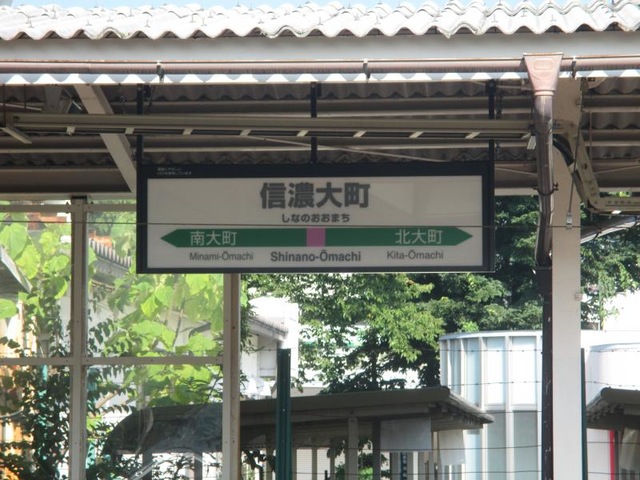 信濃大町
しなのおおまち
南大町 北大町
Minami-Ōmachi Shinano-Ōmachi Kita-Ōmachi